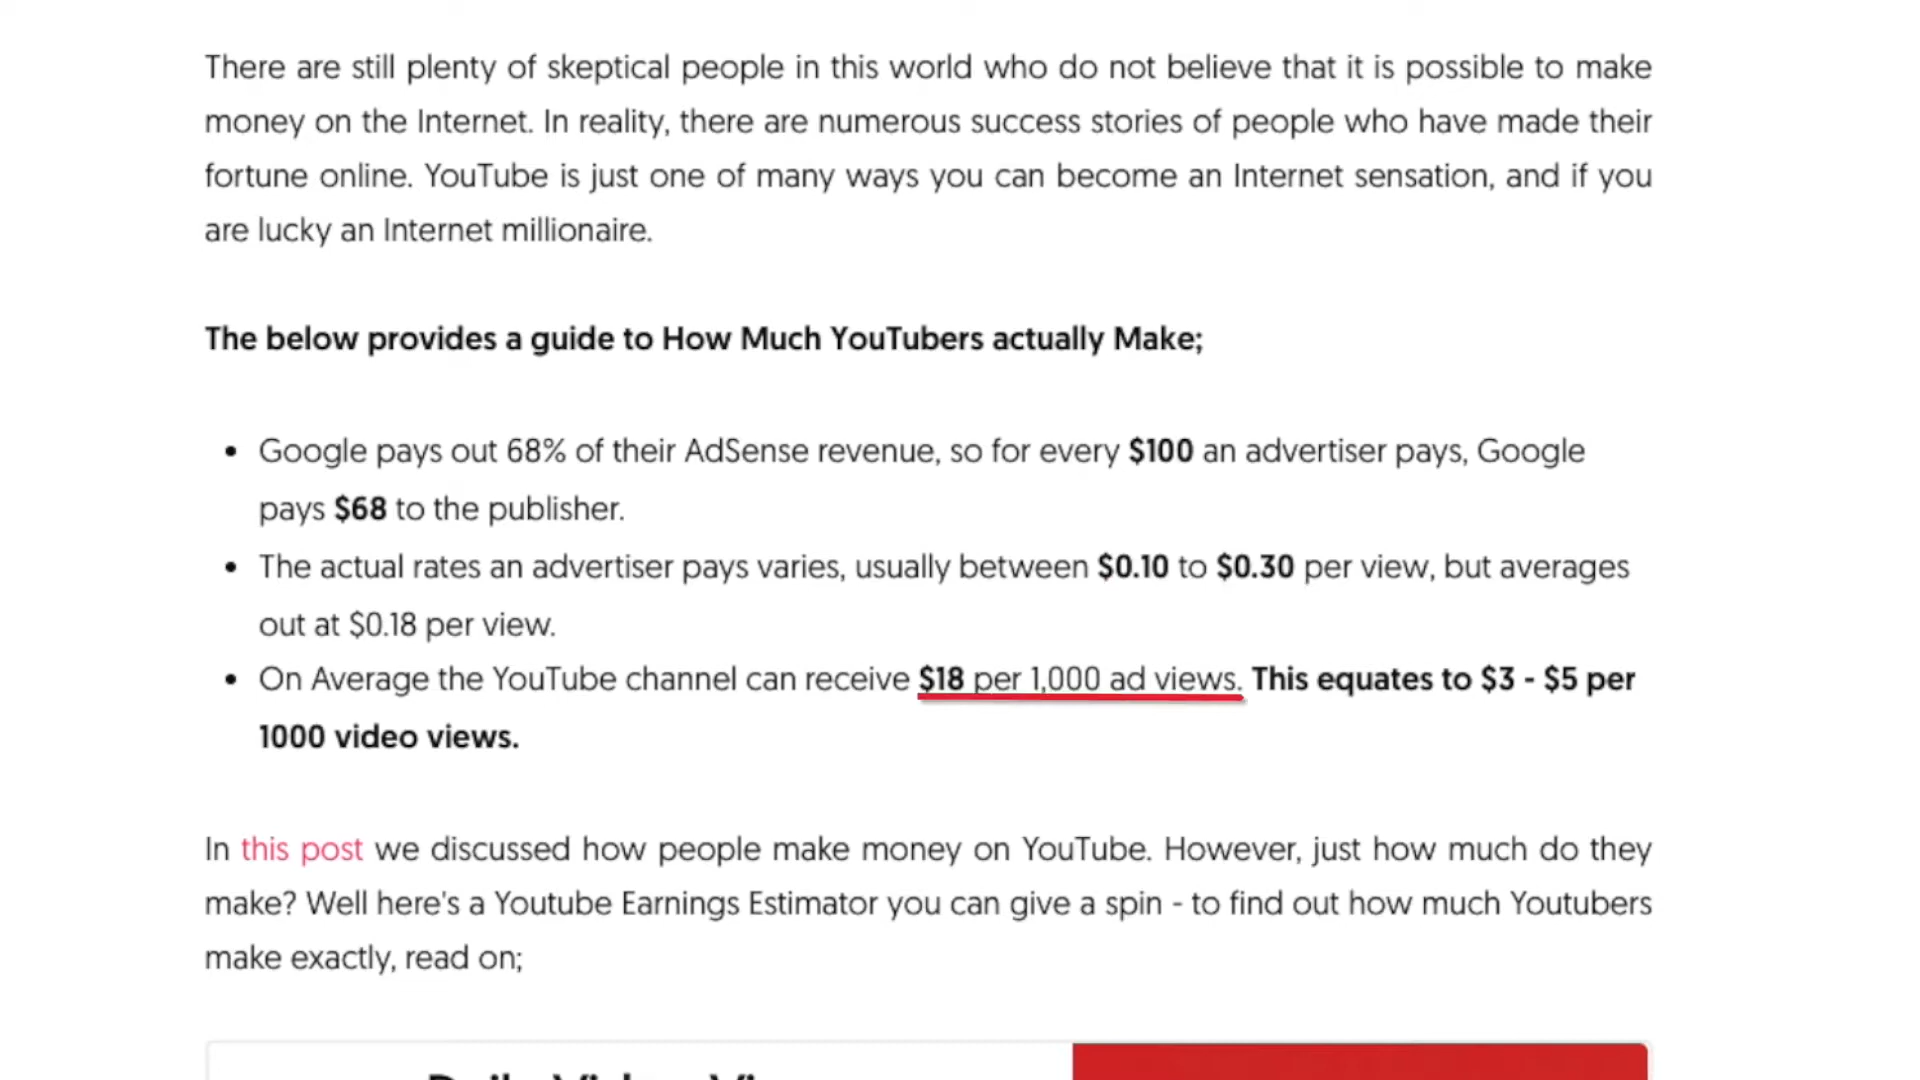 There are still plenty of skeptical people in this world who do not believe that it is possible to make
money on the Internet. In reality, there are numerous success stories of people who have made their
fortune online. YouTube is just one of many ways you can become an Internet sensation, and if you
are lucky an Internet millionaire.
The below provides a guide to How Much YouTubers actually Make;
• Google pays out 68% of their AdSense revenue, so for every $100 an advertiser pays, Google
pays $68 to the publisher.
• The actual rates an advertiser pays varies, usually between $0.10 to $0.30 per view, but averages
out at $0.18 per view.
• On Average the YouTube channel can receive $18 per 1,000 ad views. This equates to $3 - $5 per
1000 video views.
In this post we discussed how people make money on YouTube. However, just how much do they
make? Well here's a Youtube Earnings Estimator you can give a spin - to find out how much Youtubers
make exactly, read on;